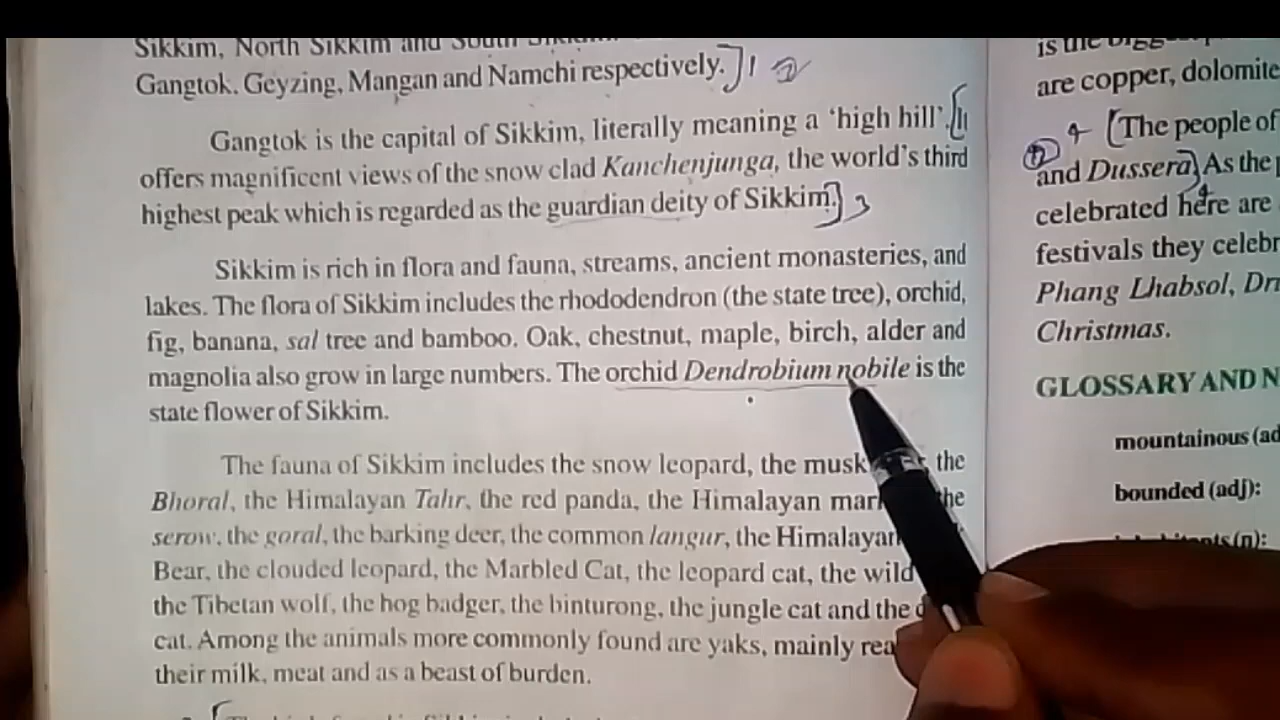 Sikkim, North Sikkim and South
Gangtok, Geyzing, Mangan and Namchi respectively.] 1
Gangtok is the capital of Sikkim, literally meaning a ‘high hill’.
offers magnificent views of the snow clad Kanchenjunga, the world’s third
highest peak which is regarded as the guardian deity of Sikkim.] 3
Sikkim is rich in flora and fauna, streams, ancient monasteries, and
lakes. The flora of Sikkim includes the rhododendron (the state tree), orchid,
fig, banana, sal tree and bamboo. Oak, chestnut, maple, birch, alder and
magnolia also grow in large numbers. The orchid Dendrobium nobile is the
state flower of Sikkim.
The fauna of Sikkim includes the snow leopard, the musk the
Bhoral, the Himalayan Tahr, the red panda, the Himalayan the
serow, the goral, the barking deer, the common langur, the Himalayan
Bear, the clouded leopard, the Marbled Cat, the leopard cat, the wild
the Tibetan wolf, the hog badger, the binturong, the jungle cat and the
cat. Among the animals more commonly found are yaks, mainly
their milk, meat and as a beast of burden.
is the
are copper, dolomite
4 [The people of
and Dussera] As the
celebrated here are
festivals they celebr
Phang Lhabsol,
Christmas.
GLOSSARY AND N
mountainous (ad
bounded (adj):